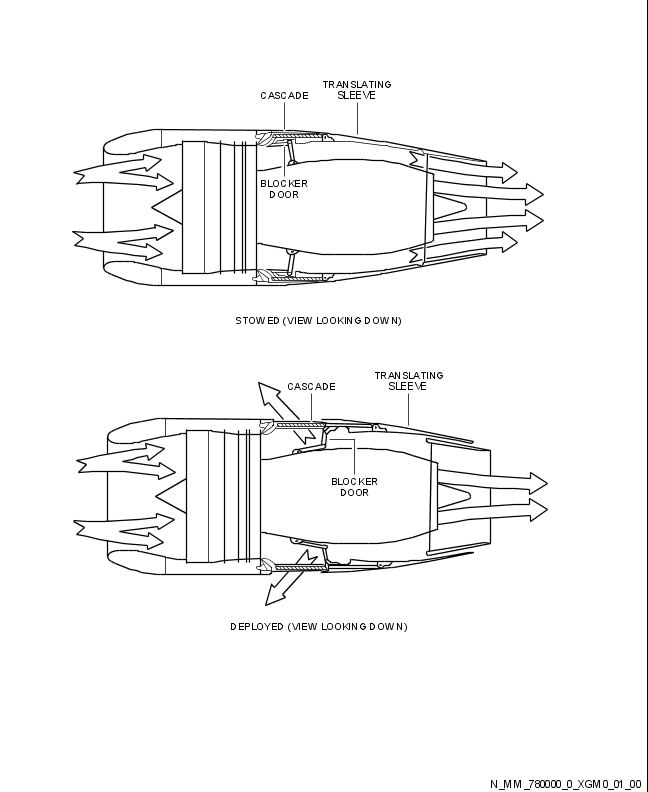 TRANSLATING
CASCADE SLEEVE
BLOCKER
DOOR
STOWED (VIEW LOOKING DOWN)
TRANSLATING
CASCADE SLEEVE
BLOCKER
DOOR
DEPLOYED (VIEW LOOKING DOWN)
N_MM_780000_0_XGM0_01_00